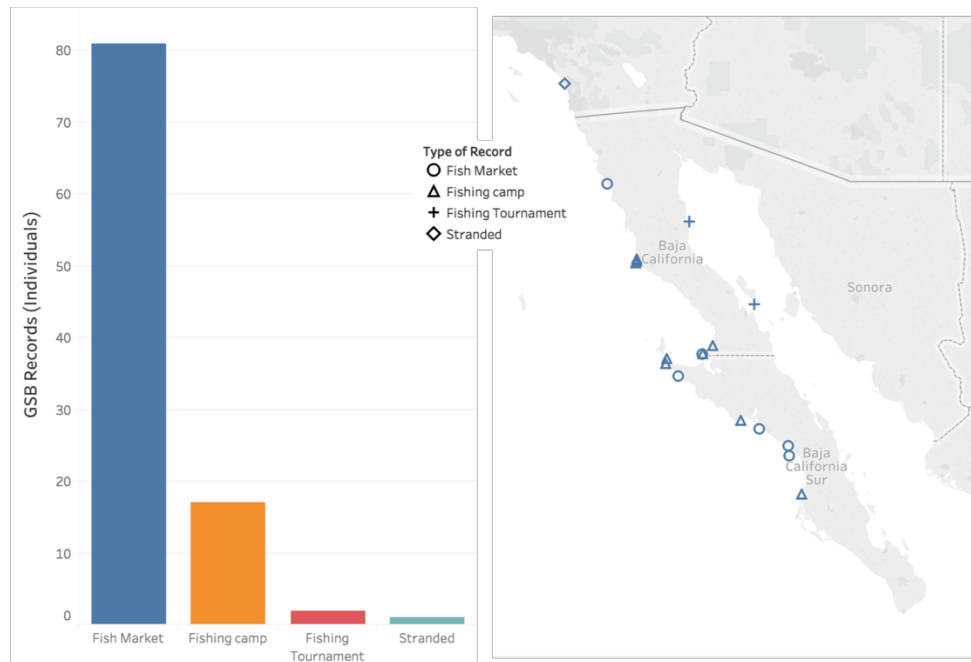 80
70
60
50
40
30
20
10
0
GSB Records (Individuals)
Fish Market
Fishing camp
Fishing
Tournament
Stranded
Type of Record
Fish Market
Fishing camp
Fishing Tournament
Stranded
Baja
California
Sonora
Baja
California
Sur